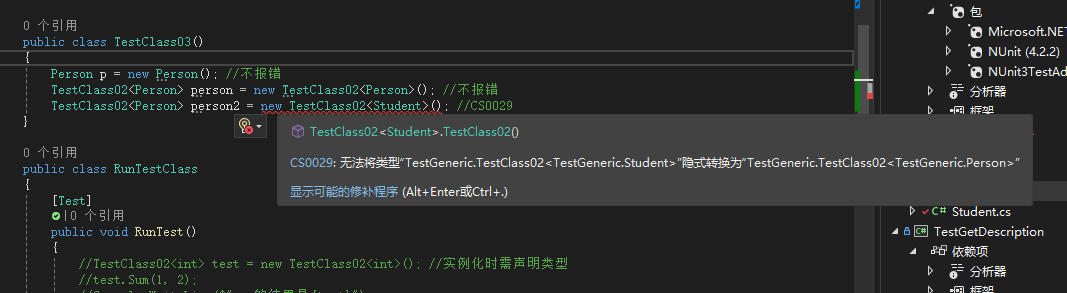 0 个引用
public class TestClass03()
{
Person p = new Person(); //不报错
TestClass02<Person> person = new TestClass02<Person>(); //不报错
TestClass02<Person> person2 = new TestClass02<Student>(); //CS0029
}
TestClass02<Student>.TestClass02()
CS0029: 无法将类型"TestGeneric.TestClass02<TestGeneric.Student>"隐式转换为"TestGeneric.TestClass02<TestGeneric.Person>"
显示可能的修补程序 (Alt+Enter或Ctrl+.)
0 个引用
public class RunTestClass
{
[Test]
0 个引用
public void RunTest()
{
//TestClass02<int> test = new TestClass02<int>(); //实例化时需声明类型
//test.Sum(1, 2);
包
Microsoft.NE
NUnit (4.2.2)
NUnit3TestAd
分析器
框架
C# Student.cs
C# TestGetDescription
依赖项
分析器
框架